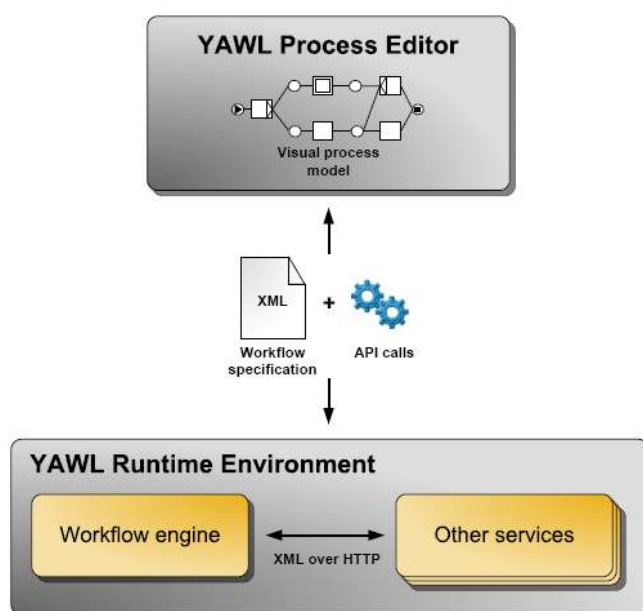 YAWL Process Editor
Visual process
model
XML
+
Workflow
specification
API calls
YAWL Runtime Environment
Workflow engine
XML over HTTP
Other services